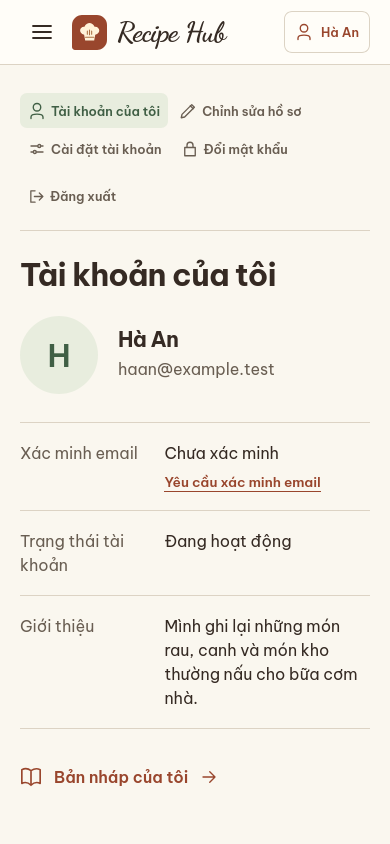 Recipe Hub
Hà An
Tài khoản của tôi
Chỉnh sửa hồ sơ
Cài đặt tài khoản
Đổi mật khẩu
Đăng xuất
Tài khoản của tôi
H
Hà An
haan@example.test
Xác minh email
Chưa xác minh
Yêu cầu xác minh email
Trạng thái tài
khoản
Đang hoạt động
Giới thiệu
Mình ghi lại những món
rau, canh và món kho
thường nấu cho bữa cơm
nhà.
Bản nháp của tôi